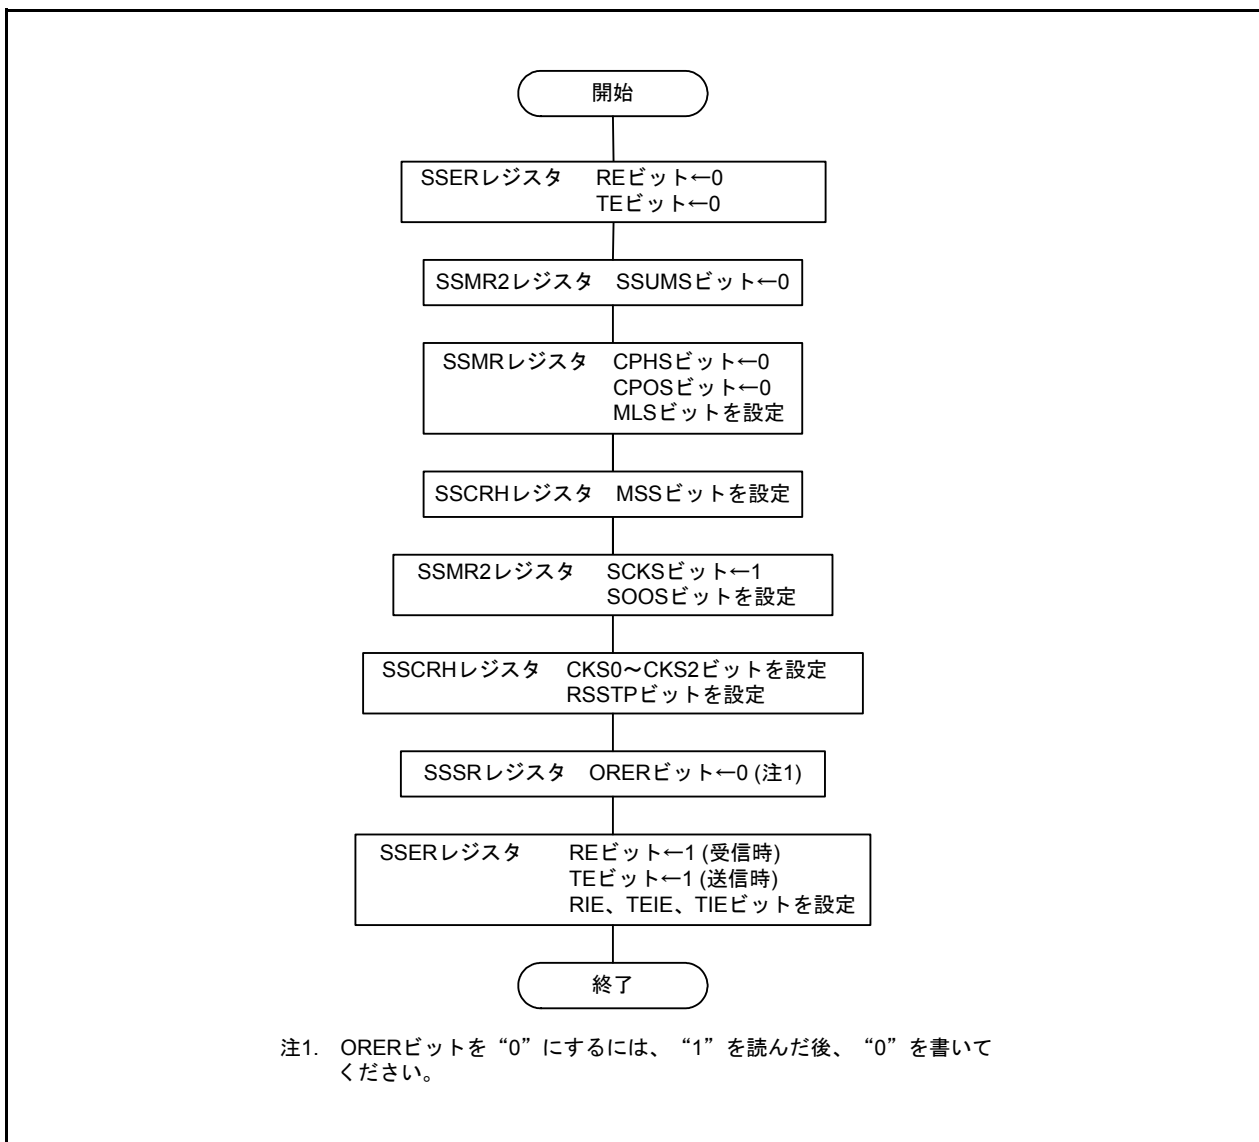 開始
SSERレジスタ REビット←0
TEビット←0
SSMR2レジスタ SSUMSビット←0
SSMRレジスタ CPHSビット←0
CPOSビット←0
MLSビットを設定
SSCRHレジスタ MSSビットを設定
SSMR2レジスタ SCKSビット←1
SOOSビットを設定
SSCRHレジスタ CKS0～CKS2ビットを設定
RSSTPビットを設定
SSSRレジスタ ORERビット←0 (注1)
SSERレジスタ REビット←1 (受信時)
TEビット←1 (送信時)
RIE、TEIE、TIEビットを設定
終了
注1. ORERビットを“0”にするには、“1”を読んだ後、“0”を書いて
ください。